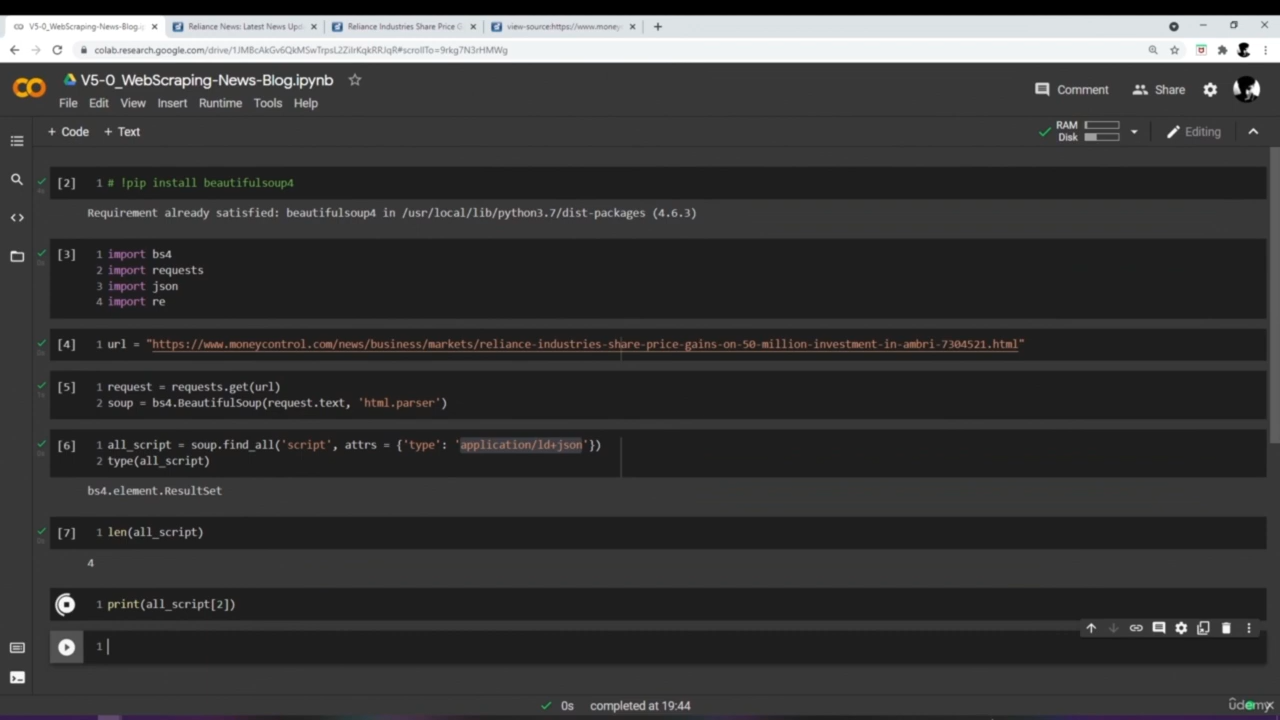 V5-0_WebScraping-News-Blog.ip
Reliance News: Latest News Upd
Reliance Industries Share Price G
view-source:https://www.money
colab.research.google.com/drive/1JMBcAkGv6QkMSwTrpsL2ZiIrKqkRRJqR#scrollTo=9rkg7N3rHMWg
V5-0_WebScraping-News-Blog.ipynb
Comment
Share
File Edit View Insert Runtime Tools Help
+ Code + Text
RAM
Disk
Editing
[2] 1 # !pip install beautifulsoup4
Requirement already satisfied: beautifulsoup4 in /usr/local/lib/python3.7/dist-packages (4.6.3)
[3] 1 import bs4
2 import requests
3 import json
4 import re
[4] 1 url = "https://www.moneycontrol.com/news/business/markets/reliance-industries-share-price-gains-on-50-million-investment-in-ambri-7304521.html"
[5] 1 request = requests.get(url)
2 soup = bs4.BeautifulSoup(request.text, 'html.parser')
[6] 1 all_script = soup.find_all('script', attrs = {'type': 'application/ld+json'})
2 type(all_script)
bs4.element.ResultSet
[7] 1 len(all_script)
4
1 print(all_script[2])
1
0s completed at 19:44
udemy